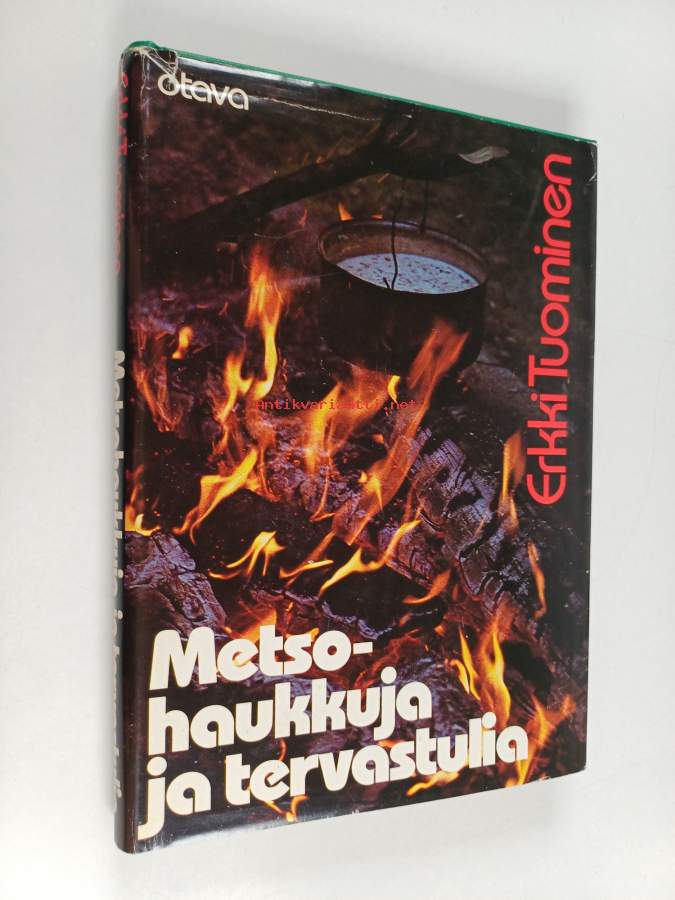 otava
Erkki Tuominen
Antikvariaatti.net
Metso-
haukkuja
ja tervastulia